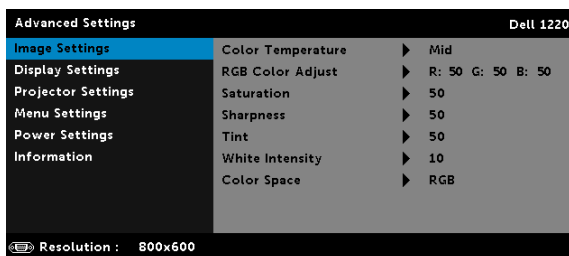 Advanced Settings Dell 1220
Image Settings Color Temperature Mid
Display Settings RGB Color Adjust R: 50 G: 50 B: 50
Projector Settings Saturation 50
Menu Settings Sharpness 50
Power Settings Tint 50
Information White Intensity 10
Color Space RGB
Resolution : 800x600